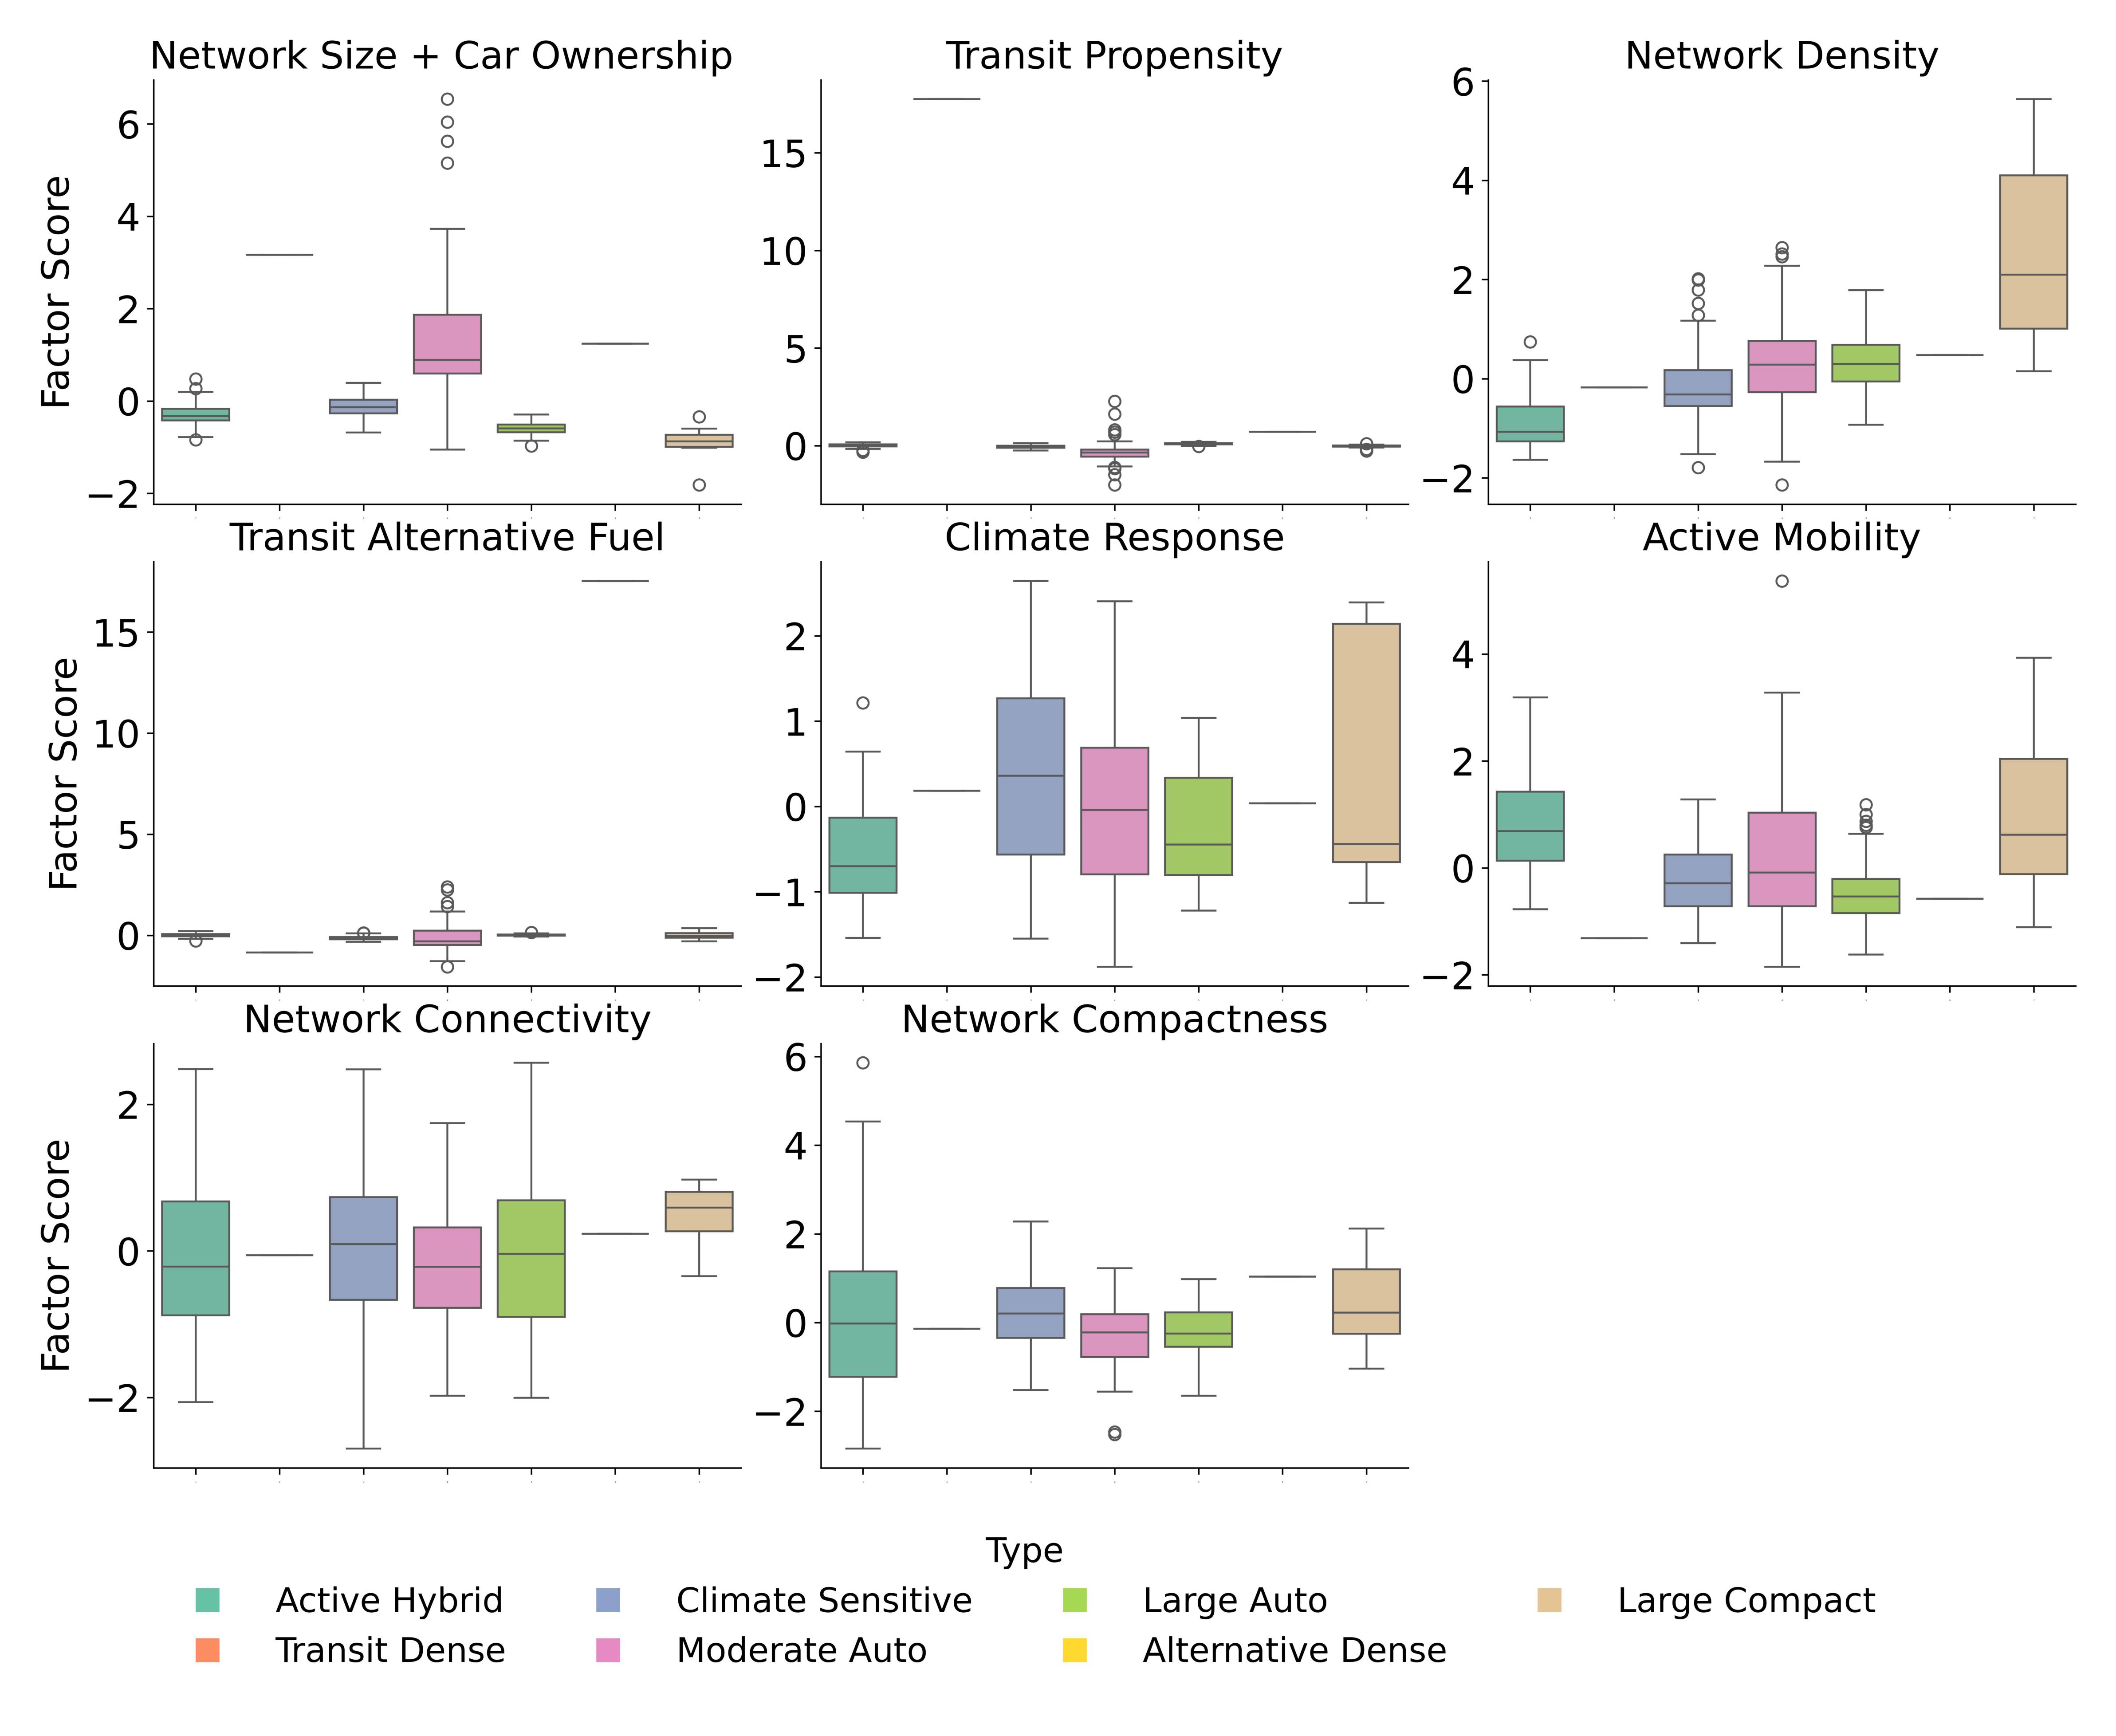 Network Size + Car Ownership
Transit Propensity
Network Density
Factor Score
6
4
2
0
−2
15
10
5
0
6
4
2
0
−2
Transit Alternative Fuel
Climate Response
Active Mobility
Factor Score
15
10
5
0
2
1
0
−1
−2
4
2
0
−2
Network Connectivity
Network Compactness
Factor Score
2
0
−2
6
4
2
0
−2
Type
Active Hybrid
Climate Sensitive
Large Auto
Large Compact
Transit Dense
Moderate Auto
Alternative Dense